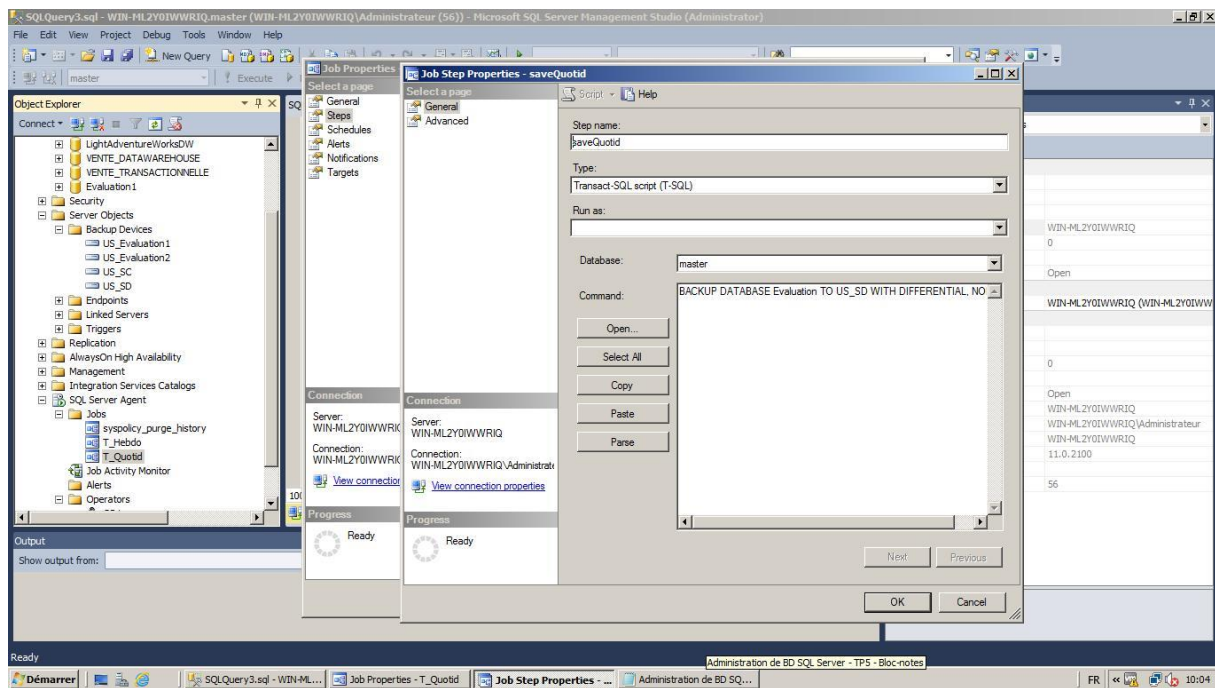 SQLQuery3.sql - WIN-ML2Y0IWWRIQ.master (WIN-ML2Y0IWWRIQ\Administrateur (56)) - Microsoft SQL Server Management Studio (Administrator)
File Edit View Project Debug Tools Window Help
New Query
master
Execute
Object Explorer
Connect
LightAdventureWorksDW
VENTE_DATAWAREHOUSE
VENTE_TRANSACTIONNELLE
Evaluation1
Security
Server Objects
Backup Devices
US_Evaluation1
US_Evaluation2
US_SC
US_SD
Endpoints
Linked Servers
Triggers
Replication
AlwaysOn High Availability
Management
Integration Services Catalogs
SQL Server Agent
Jobs
syspolicy_purge_history
T_Hebdo
T_Quotid
Job Activity Monitor
Alerts
Operators
Output
Show output from:
SQ
100
Job Properties
Select a page
General
Steps
Schedules
Alerts
Notifications
Targets
Connection
Server:
WIN-ML2Y0IWWRIQ
Connection:
WIN-ML2Y0IWWRI
View connection
Progress
Ready
Job Step Properties - saveQuotid
Select a page
General
Advanced
Connection
Server:
WIN-ML2Y0IWWRIQ
Connection:
WIN-ML2Y0IWWRIQ\Administrate
View connection properties
Progress
Ready
Script Help
Step name:
saveQuotid
Type:
Transact-SQL script (T-SQL)
Run as:
Database:
master
Command:
BACKUP DATABASE Evaluation TO US_SD WITH DIFFERENTIAL, NO
Open...
Select All
Copy
Paste
Parse
Next Previous
OK Cancel
WIN-ML2Y0IWWRIQ
0
Open
WIN-ML2Y0IWWRIQ (WIN-ML2Y0IWW
0
Open
WIN-ML2Y0IWWRIQ
WIN-ML2Y0IWWRIQ\Administrateur
WIN-ML2Y0IWWRIQ
11.0.2100
56
Ready
Administration de BD SQL Server - TP5 - Bloc-notes
Démarrer
SQLQuery3.sql - WIN-ML...
Job Properties - T_Quotid
Job Step Properties - ...
Administration de BD SQ...
FR
10:04